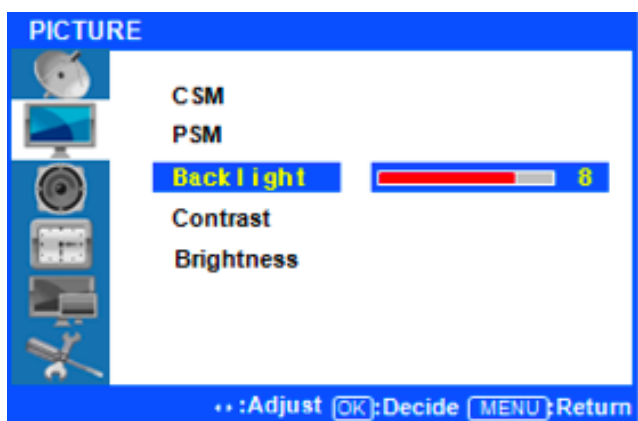 PICTURE
CSM
PSM
Backlight 8
Contrast
Brightness
:Adjust OK:Decide MENU:Return